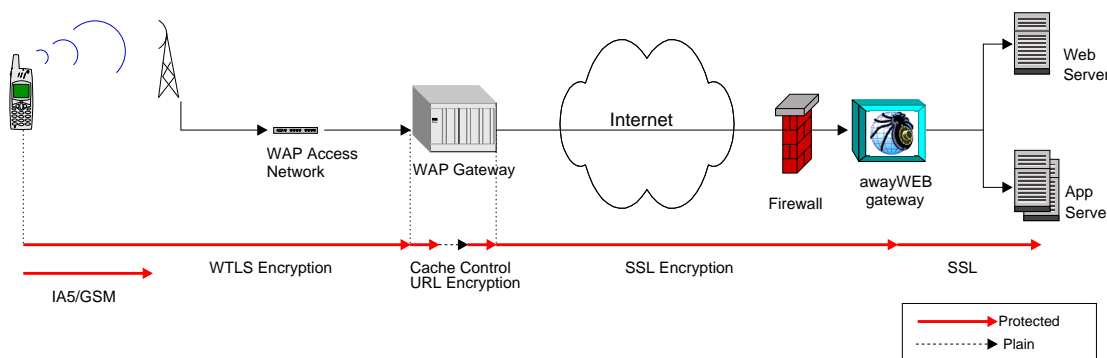 Web
Server
Internet
WAP Access
Network
WAP Gateway
awayWEB
gateway
Firewall
App
Server
WTLS Encryption
Cache Control
URL Encryption
SSL Encryption
SSL
IA5/GSM
Protected
Plain